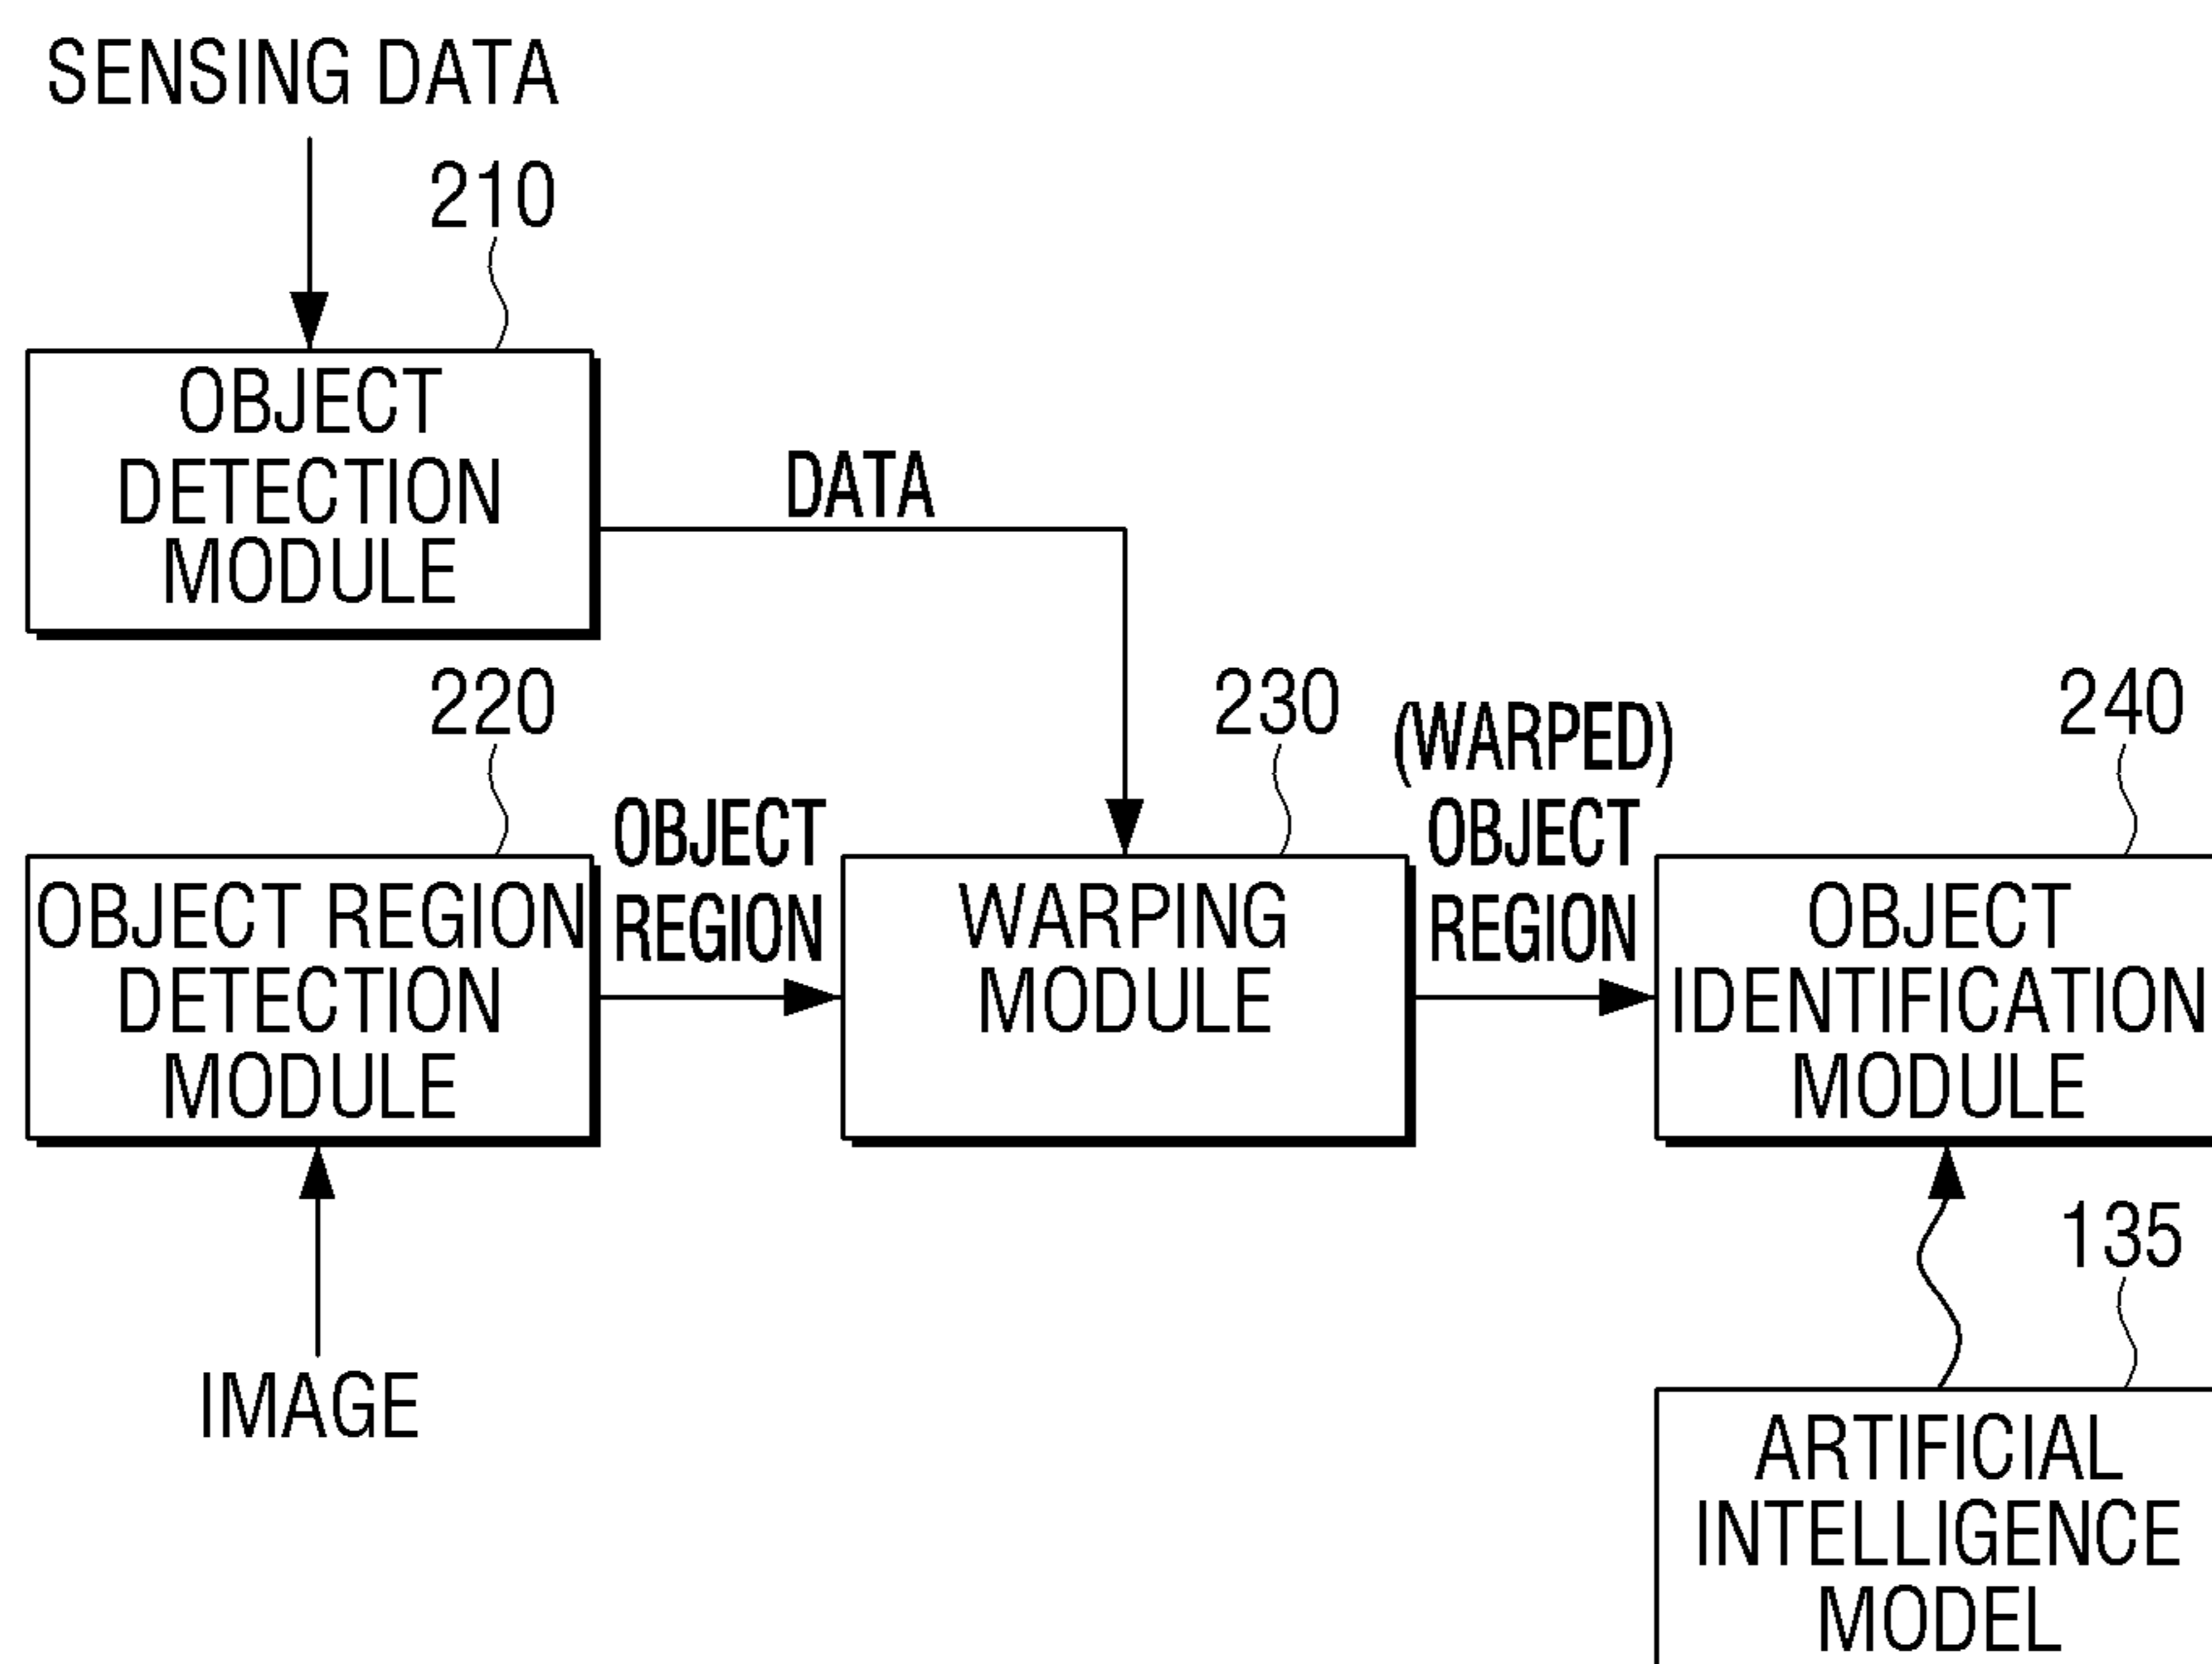 SENSING DATA
210
OBJECT
DETECTION
MODULE
DATA
220
OBJECT REGION
DETECTION
MODULE
IMAGE
OBJECT
REGION
230
WARPING
MODULE
(WARPED)
OBJECT
REGION
240
OBJECT
IDENTIFICATION
MODULE
135
ARTIFICIAL
INTELLIGENCE
MODEL